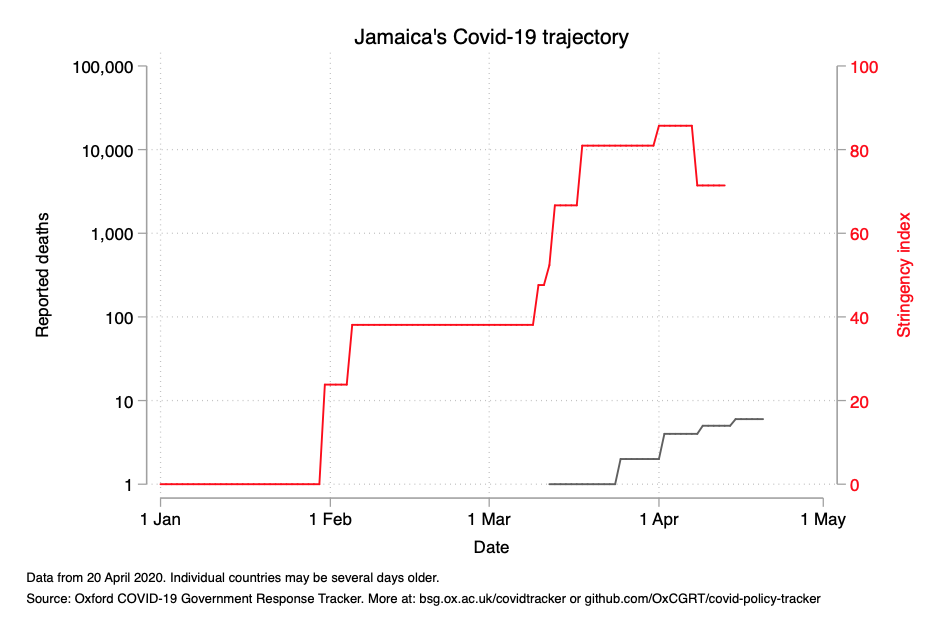 Jamaica's Covid-19 trajectory
100,000
10,000
1,000
100
10
1
Reported deaths
100
80
60
40
20
0
Stringency index
1 Jan
1 Feb
1 Mar
1 Apr
1 May
Date
Data from 20 April 2020. Individual countries may be several days older.
Source: Oxford COVID-19 Government Response Tracker. More at: bsg.ox.ac.uk/covidtracker or github.com/OxCGRT/covid-policy-tracker